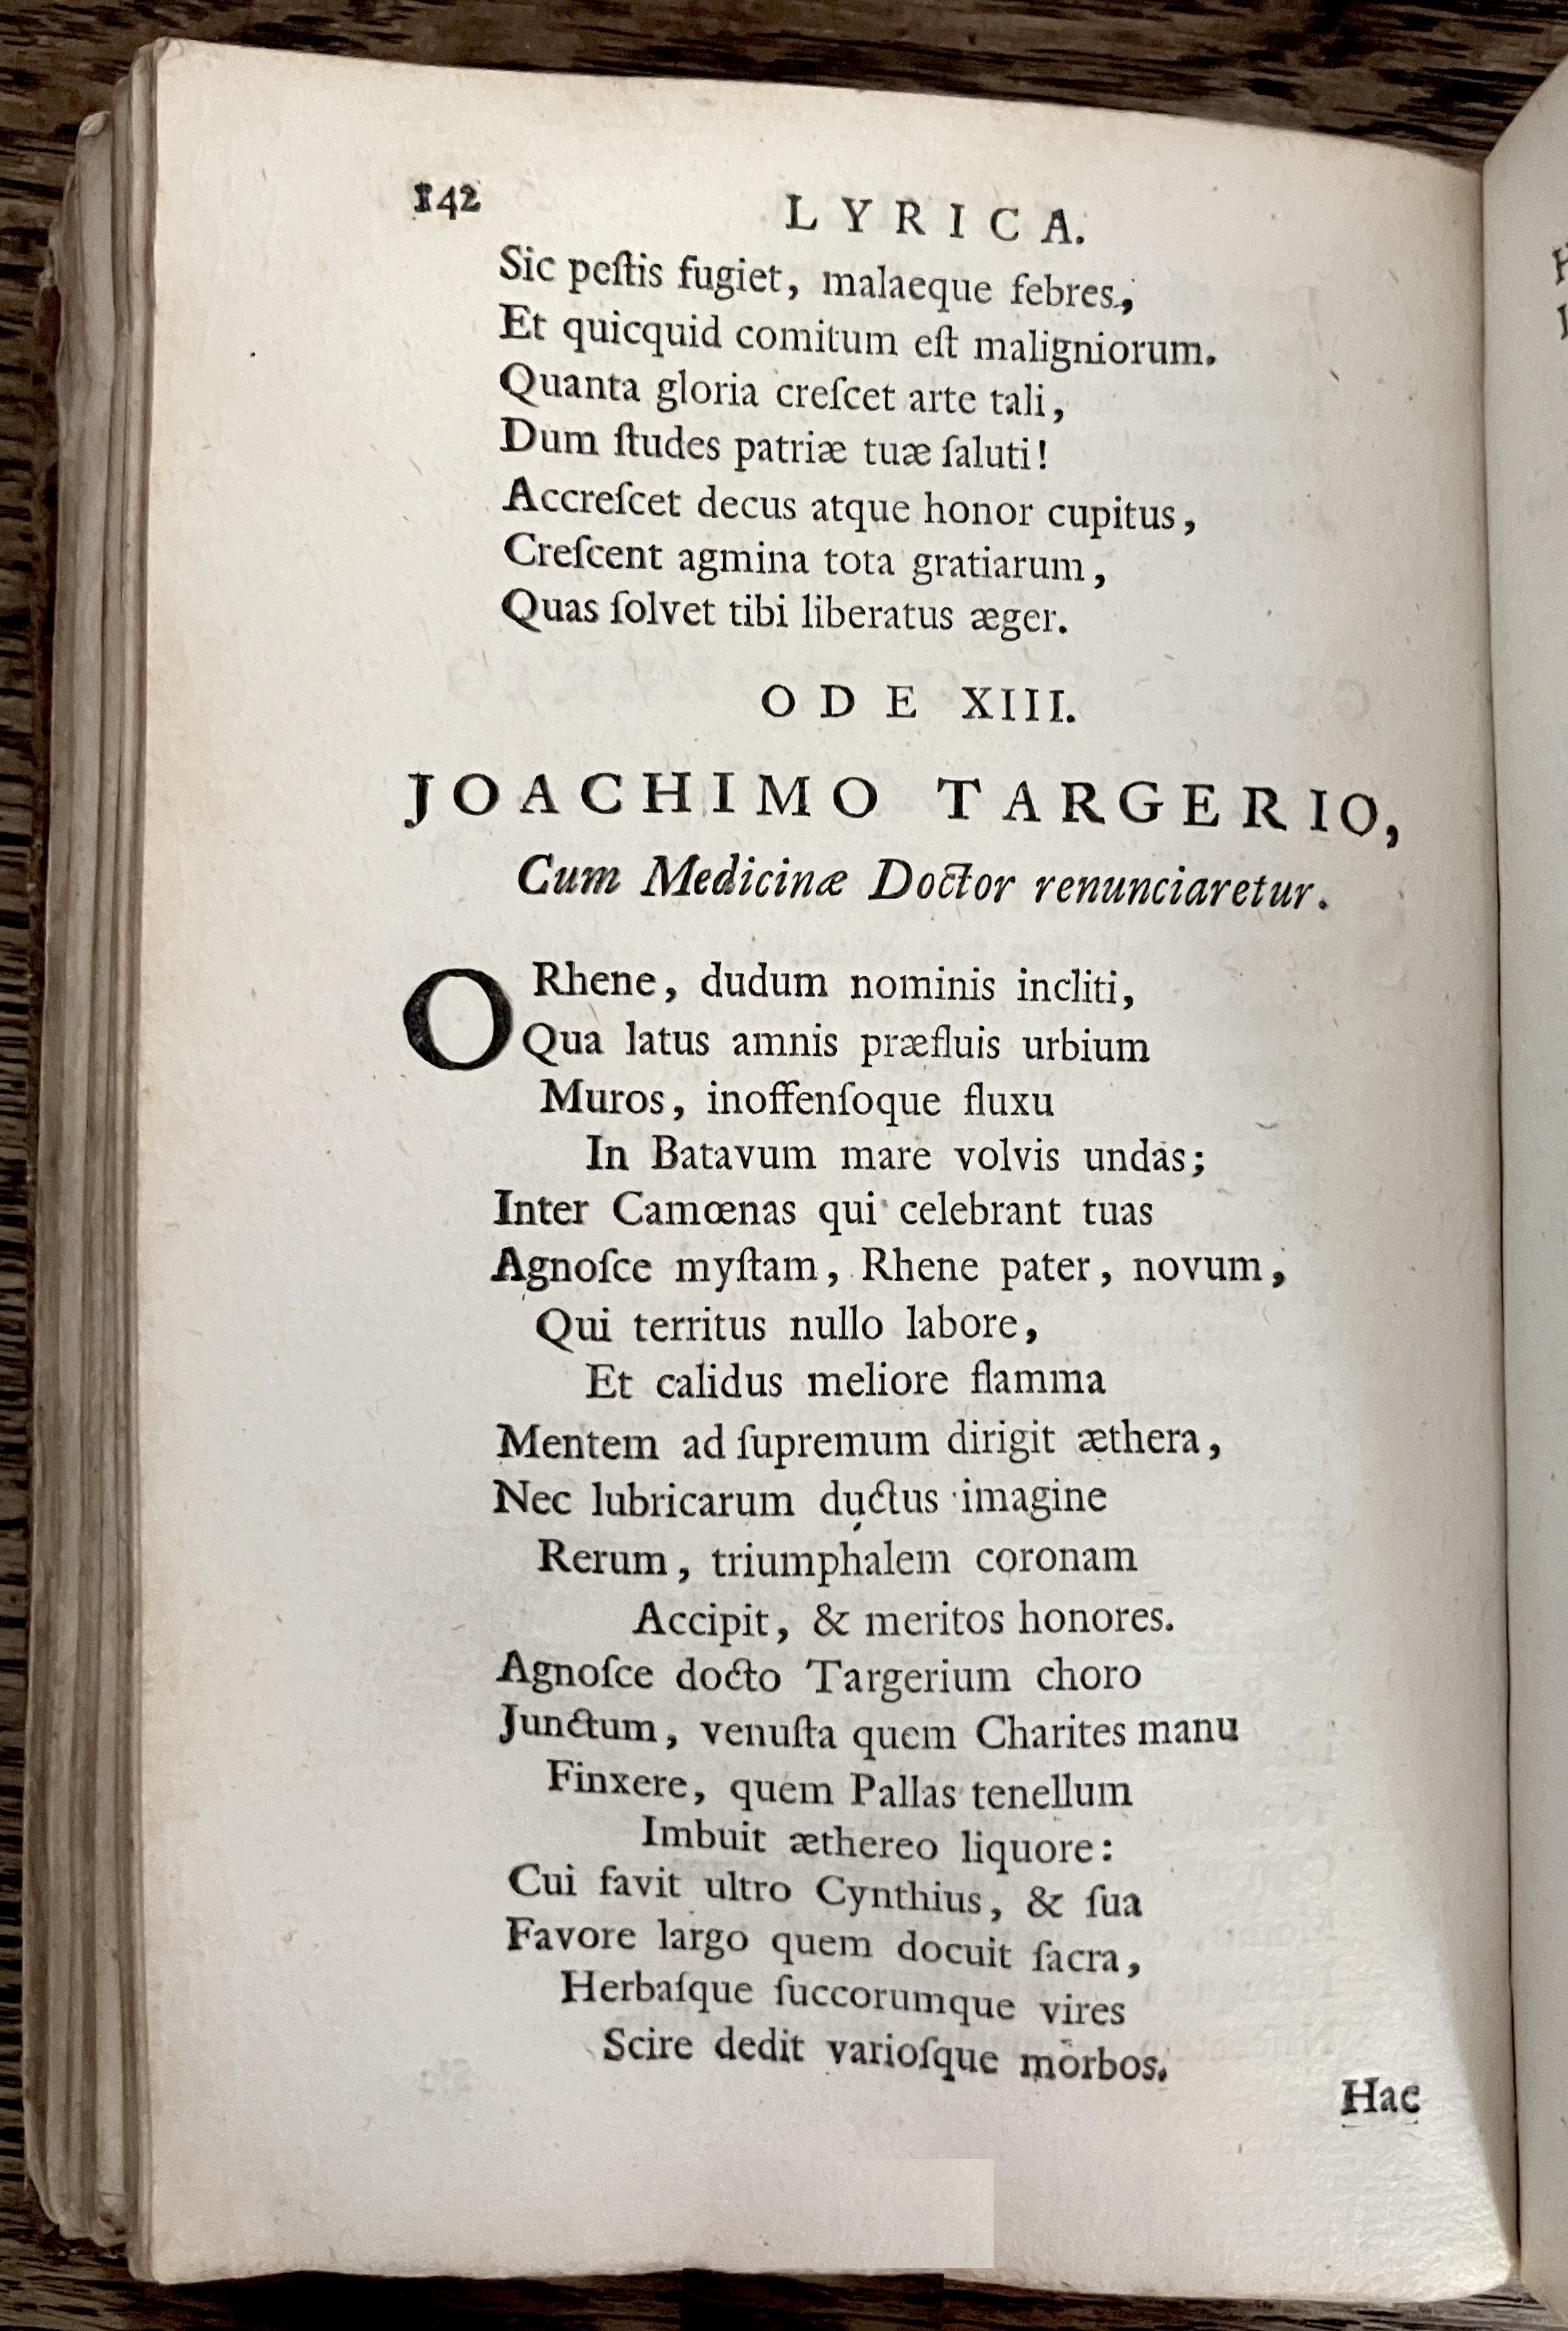 142
LYRICA.
Sic peſtis fugiet, malaeque febres,
Et quicquid comitum eſt maligniorum.
Quanta gloria creſcet arte tali,
Dum ſtudes patriæ tuæ ſaluti!
Accreſcet decus atque honor cupitus,
Creſcent agmina tota gratiarum,
Quas ſolvet tibi liberatus æger.
ODE XIII.
JOACHIMO TARGERIO,
Cum Medicinæ Doctor renunciaretur.
O Rhene, dudum nominis incliti,
Qua latus amnis præfluis urbium
Muros, inoffenſoque fluxu
In Batavum mare volvis undas;
Inter Camœnas qui celebrant tuas
Agnoſce myſtam, Rhene pater, novum,
Qui territus nullo labore,
Et calidus meliore flamma
Mentem ad ſupremum dirigit æthera,
Nec lubricarum ductus imagine
Rerum, triumphalem coronam
Accipit, & meritos honores.
Agnoſce docto Targerium choro
Junctum, venuſta quem Charites manu
Finxere, quem Pallas tenellum
Imbuit æthereo liquore:
Cui favit ultro Cynthius, & ſua
Favore largo quem docuit ſacra,
Herbaſque ſuccorumque vires
Scire dedit varioſque morbos.
Hac